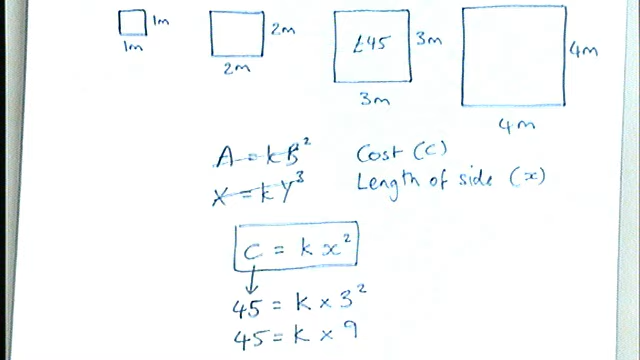 1m
1m
2m
2m
£45
3m
3m
4m
4m
A = kB²
X = kY³
Cost (C)
Length of side (x)
C = k x²
45 = k × 3²
45 = k × 9